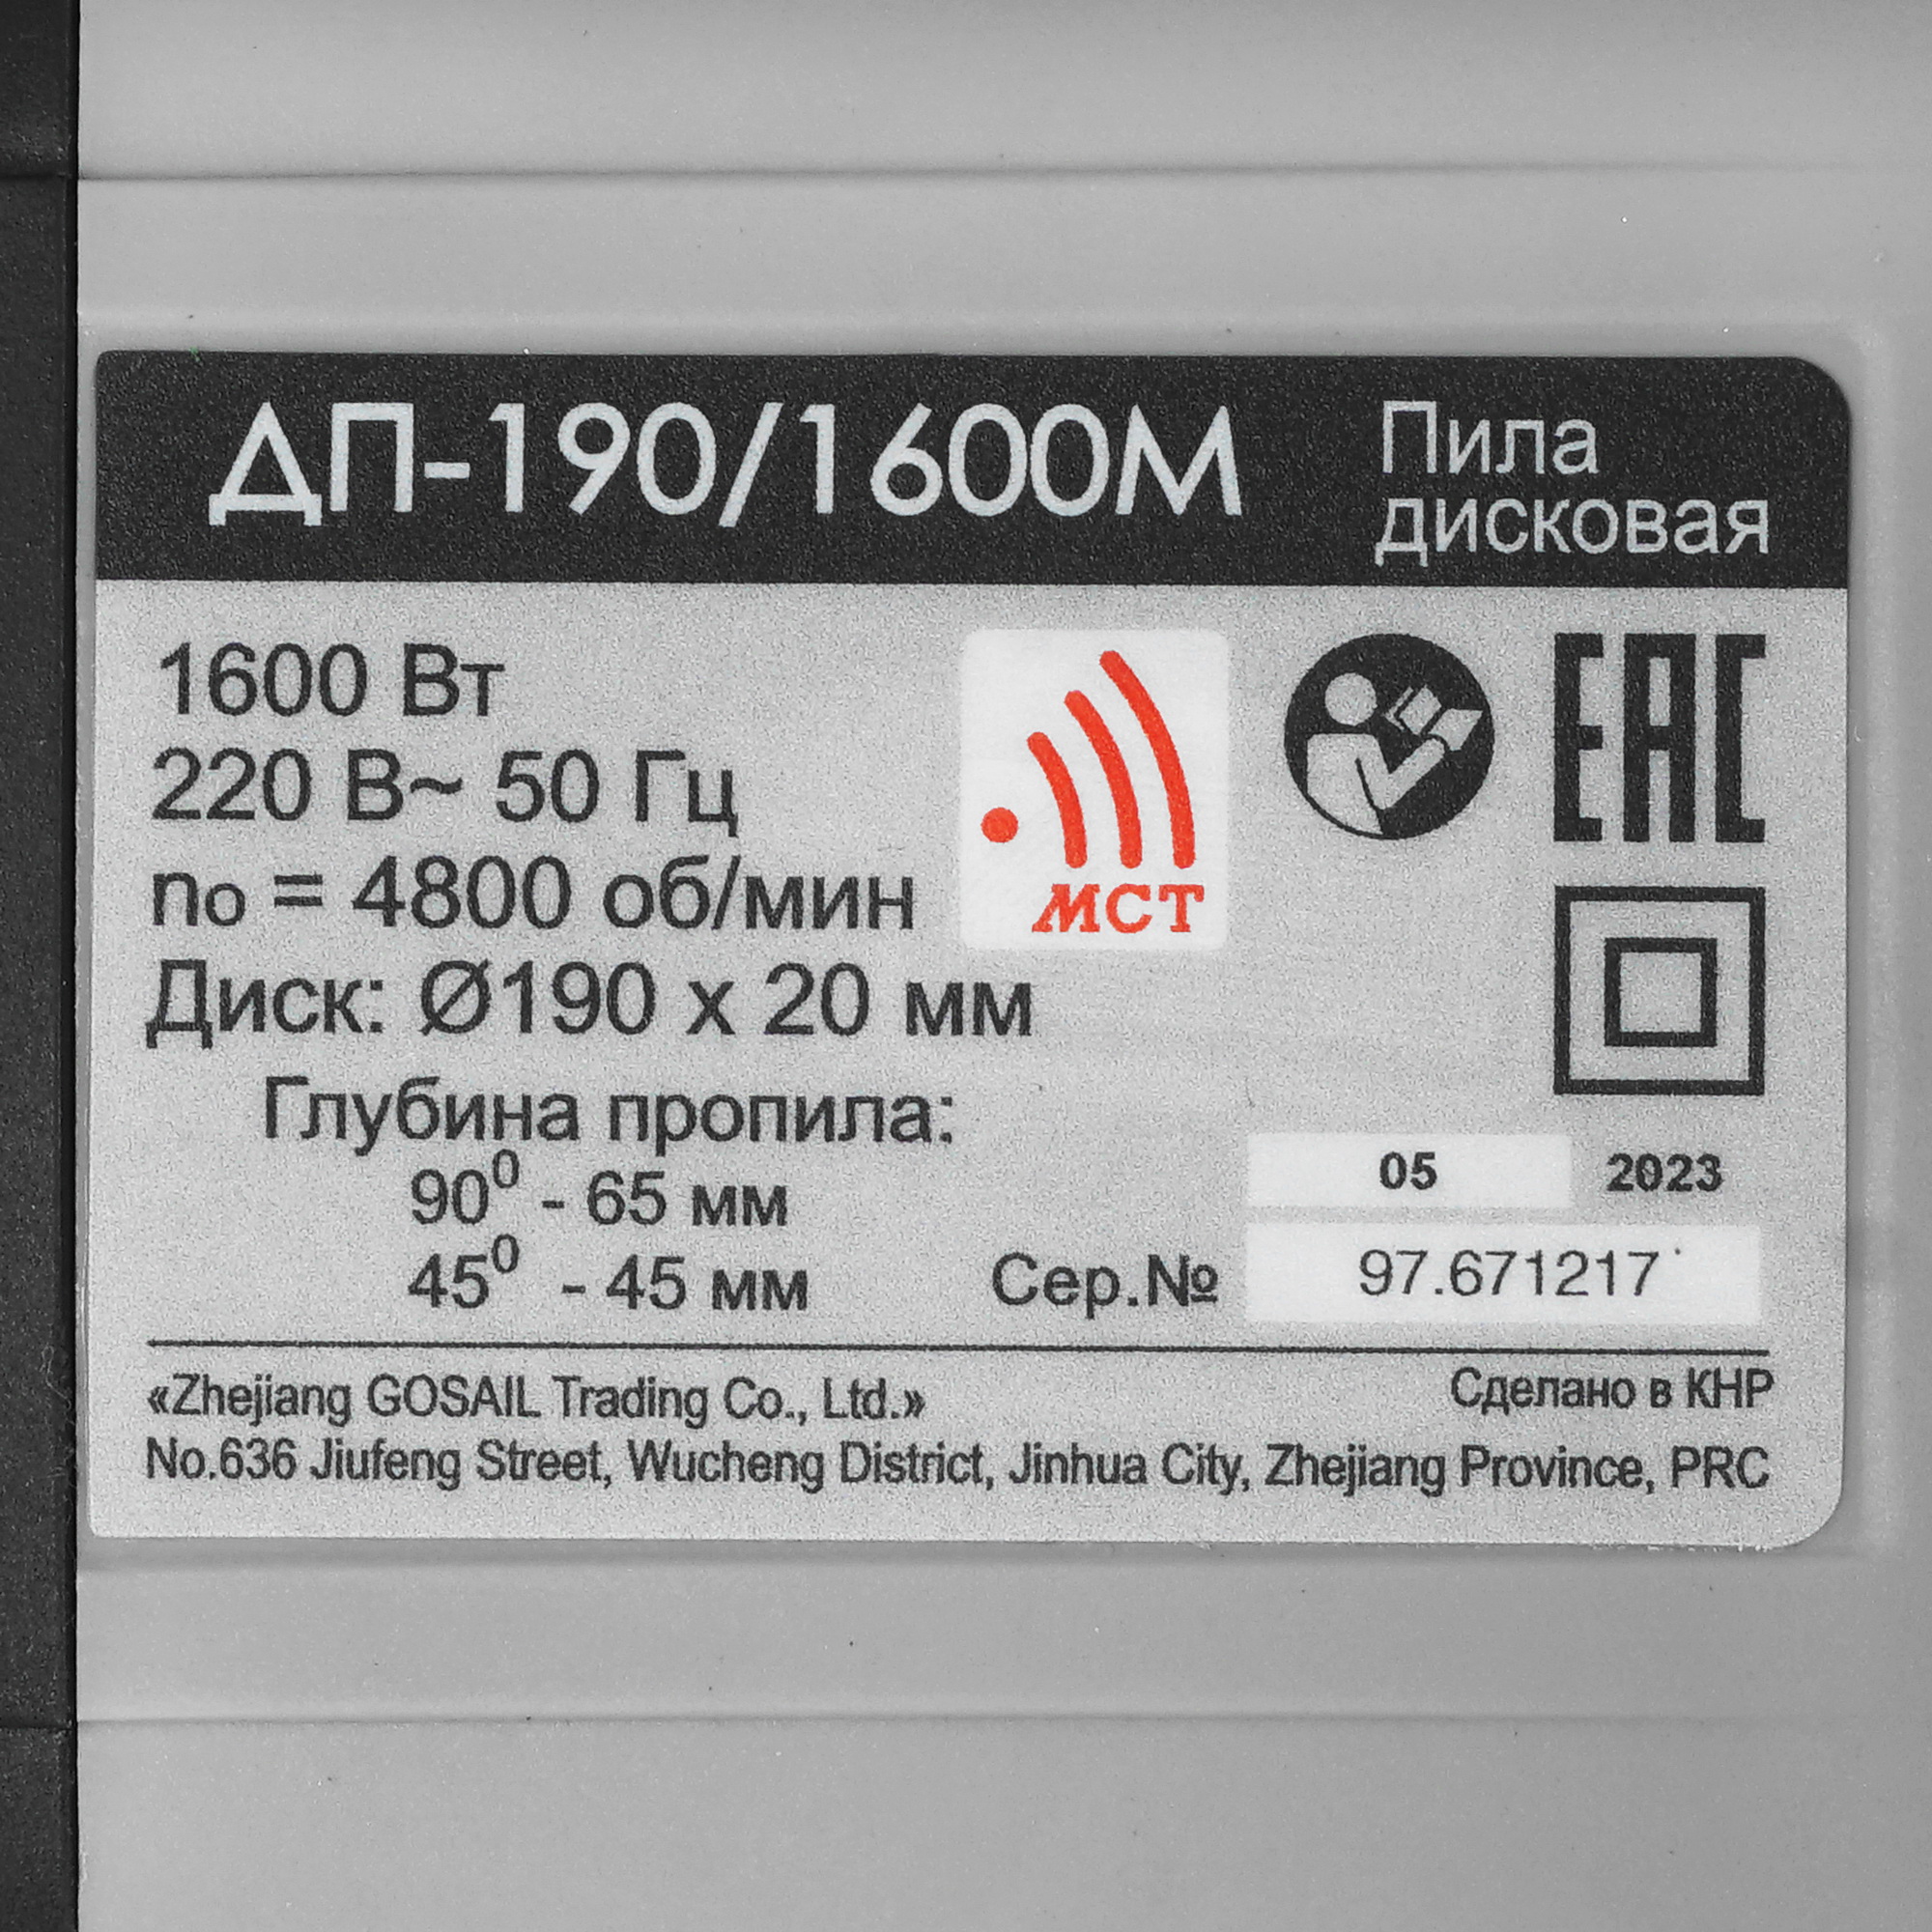 ДП-190/1600М
Пила
дисковая
1600 Вт
220 В~ 50 Гц
no = 4800 об/мин
Диск: Ø190 x 20 мм
Глубина пропила:
90⁰ - 65 мм
45⁰ - 45 мм
МСТ
ЕАС
05 2023
Сер.№ 97.671217
«Zhejiang GOSAIL Trading Co., Ltd.»
Сделано в КНР
No.636 Jiufeng Street, Wucheng District, Jinhua City, Zhejiang Province, PRC